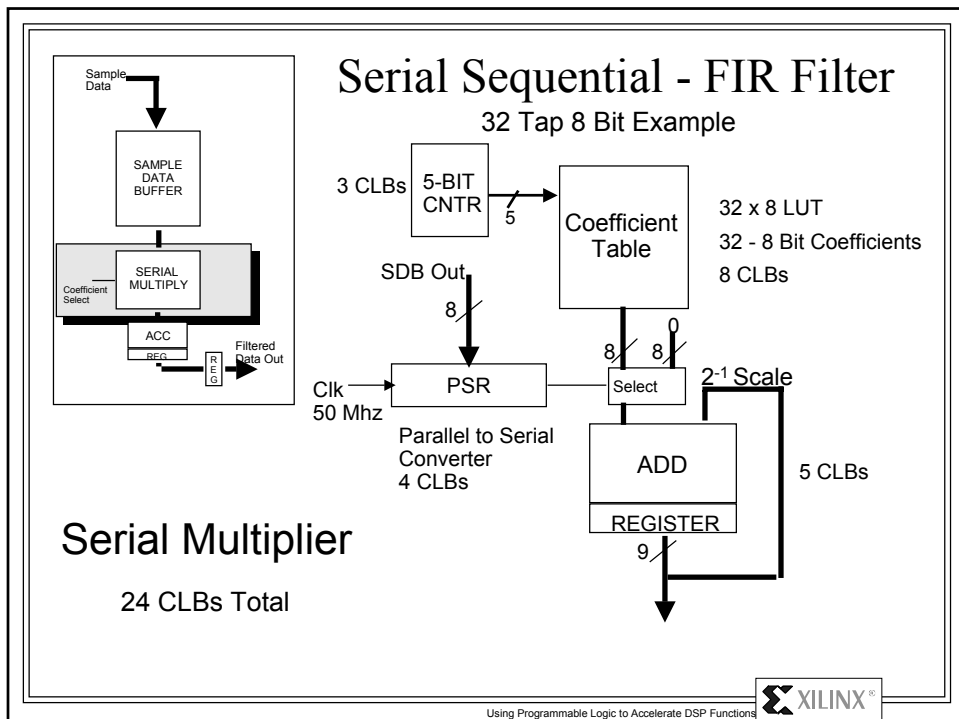 Serial Sequential - FIR Filter
32 Tap 8 Bit Example
Sample
Data
SAMPLE
DATA
BUFFER
SERIAL
MULTIPLY
Coefficient
Select
ACC
REG
R
E
G
Filtered
Data Out
3 CLBs
5-BIT
CNTR
5
Coefficient
Table
32 x 8 LUT
32 - 8 Bit Coefficients
8 CLBs
SDB Out
8
8
8
0
Clk
50 Mhz
PSR
Select
2-1 Scale
Parallel to Serial
Converter
4 CLBs
ADD
REGISTER
9
5 CLBs
Serial Multiplier
24 CLBs Total
Using Programmable Logic to Accelerate DSP Functions
XILINX®